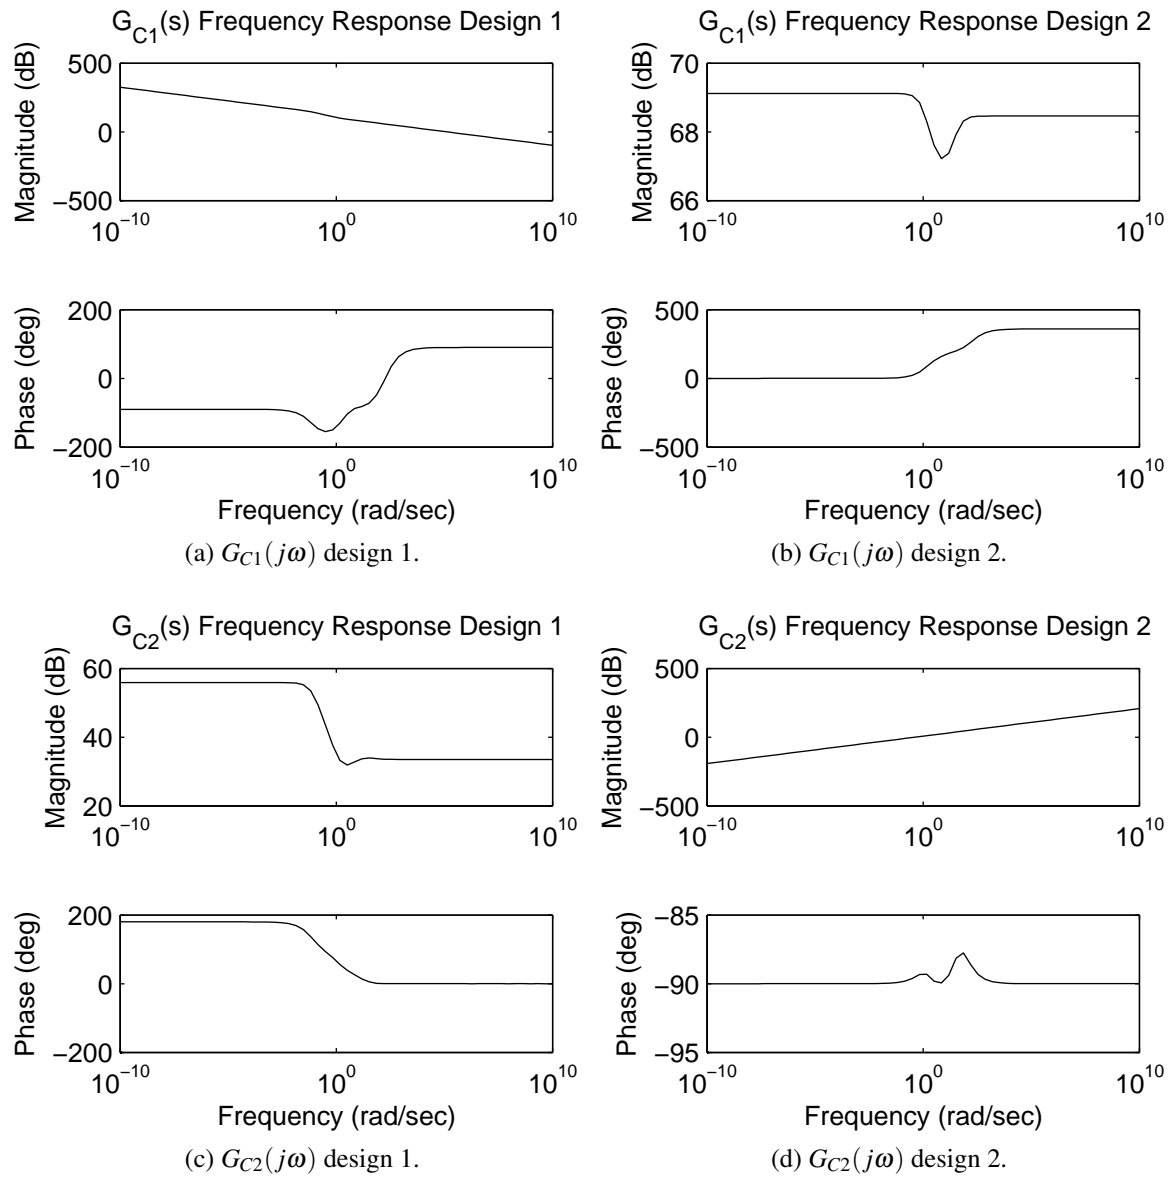 G_C1(s) Frequency Response Design 1
Magnitude (dB)
500
0
−500
10^−10
10^0
10^10
Phase (deg)
200
0
−200
10^−10
10^0
10^10
Frequency (rad/sec)
(a) G_C1(jω) design 1.
G_C1(s) Frequency Response Design 2
Magnitude (dB)
70
68
66
10^−10
10^0
10^10
Phase (deg)
500
0
−500
10^−10
10^0
10^10
Frequency (rad/sec)
(b) G_C1(jω) design 2.
G_C2(s) Frequency Response Design 1
Magnitude (dB)
60
40
20
10^−10
10^0
10^10
Phase (deg)
200
0
−200
10^−10
10^0
10^10
Frequency (rad/sec)
(c) G_C2(jω) design 1.
G_C2(s) Frequency Response Design 2
Magnitude (dB)
500
0
−500
10^−10
10^0
10^10
Phase (deg)
−85
−90
−95
10^−10
10^0
10^10
Frequency (rad/sec)
(d) G_C2(jω) design 2.